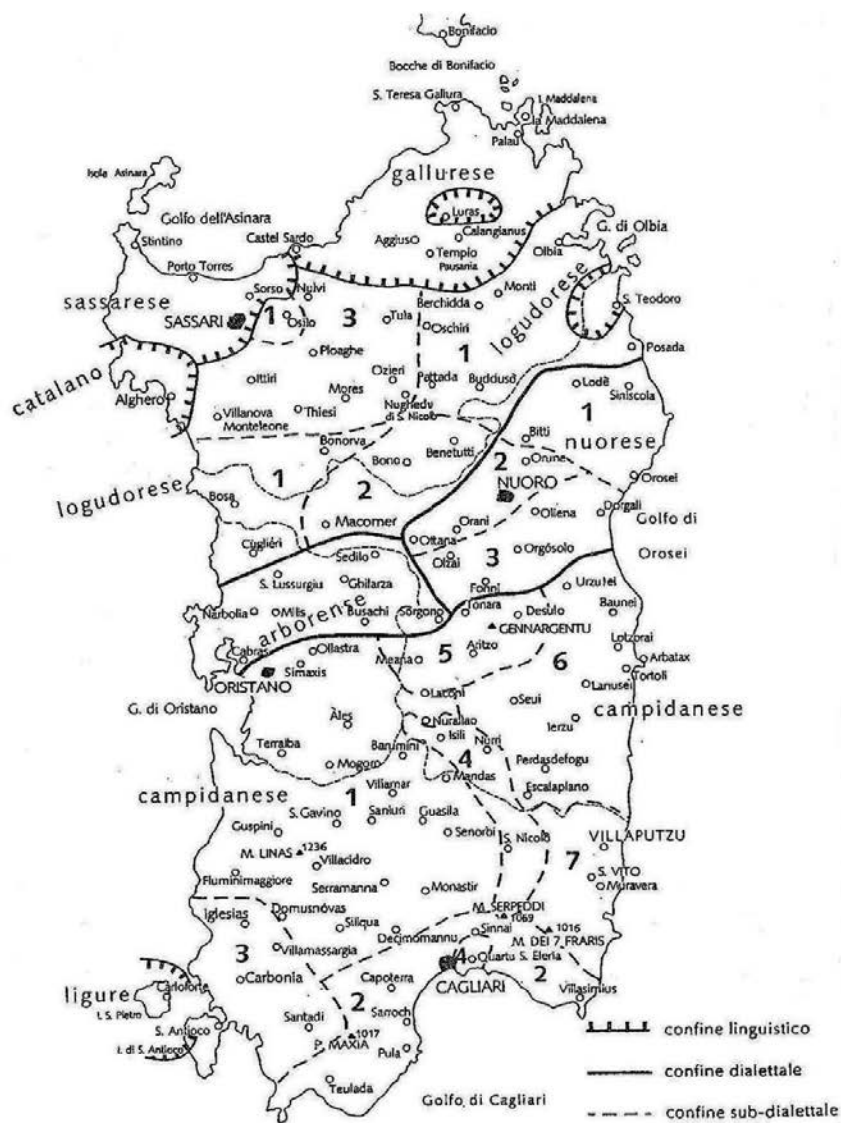 Bonifacio
Bocche di Bonifacio
S. Teresa Gallura
I. Maddalena
la Maddalena
Palau
Isola Asinara
gallurese
Luras
Golfo dell'Asinara
Calangianus
Aggius
G. di Olbia
Stintino
Castel Sardo
Olbia
Tempio
Pausania
Porto Torres
Monti
Sorso
Nulvi
Berchidda
logudorese
S. Teodoro
sassarese
SASSARI
1
Osilo
3
Tula
Oschiri
1
Posada
Ploaghe
catalano
Ittiri
Ozieri
Pattada
Buddusò
Lodè
Siniscola
Alghero
Mores
Nughedu
di S. Nicolò
1
Villanova
Monteleone
Thiesi
Bitti
nuorese
Bonorva
Benetutti
2
Orune
Bono
1
Orosei
logudorese
2
NUORO
Bosa
Oliena
Dorgali
Macomer
Orani
Golfo di
Ottana
Orosei
Cùglièri
Sedilo
Olzai
Orgósolo
3
S. Lussurgiu
Ghilarza
Fonni
Urzulei
Narbolia
Milis
Busachi
Sorgono
Tonara
Desulo
Baunei
arborense
GENNARGENTU
Cabras
Ollastra
Simaxis
Meana
5
Aritzo
6
Lotzorai
Arbatax
Tortolì
ORISTANO
Laconi
Seui
Lanusei
G. di Oristano
campidanese
Àles
Nurallao
Isili
Ierzu
Terralba
Barumini
Nurri
Mogoro
4
Perdasdefogu
Mandas
Villamar
Escalaplano
campidanese
1
S. Gavino
Sanluri
Guasila
Guspini
Senorbì
S. Nicolò
VILLAPUTZU
M. LINAS
1236
Villacidro
7
Fluminimaggiore
S. VITO
Muravera
Serramanna
Monastir
M. SERPEDDI
1069
Iglesias
Domusnóvas
Siliqua
Decimomannu
Sinnai
1016
M. DEI 7 FRARIS
3
Villamassargia
4
Quartu S. Elena
2
Carbonia
Capoterra
CAGLIARI
Villasimius
ligure
Carloforte
2
I. S. Pietro
Santadi
Sarroch
S. Antioco
1017
P. MAXIA
I. di S. Antioco
Pula
Teulada
Golfo di Cagliari
confine linguistico
confine dialettale
confine sub-dialettale